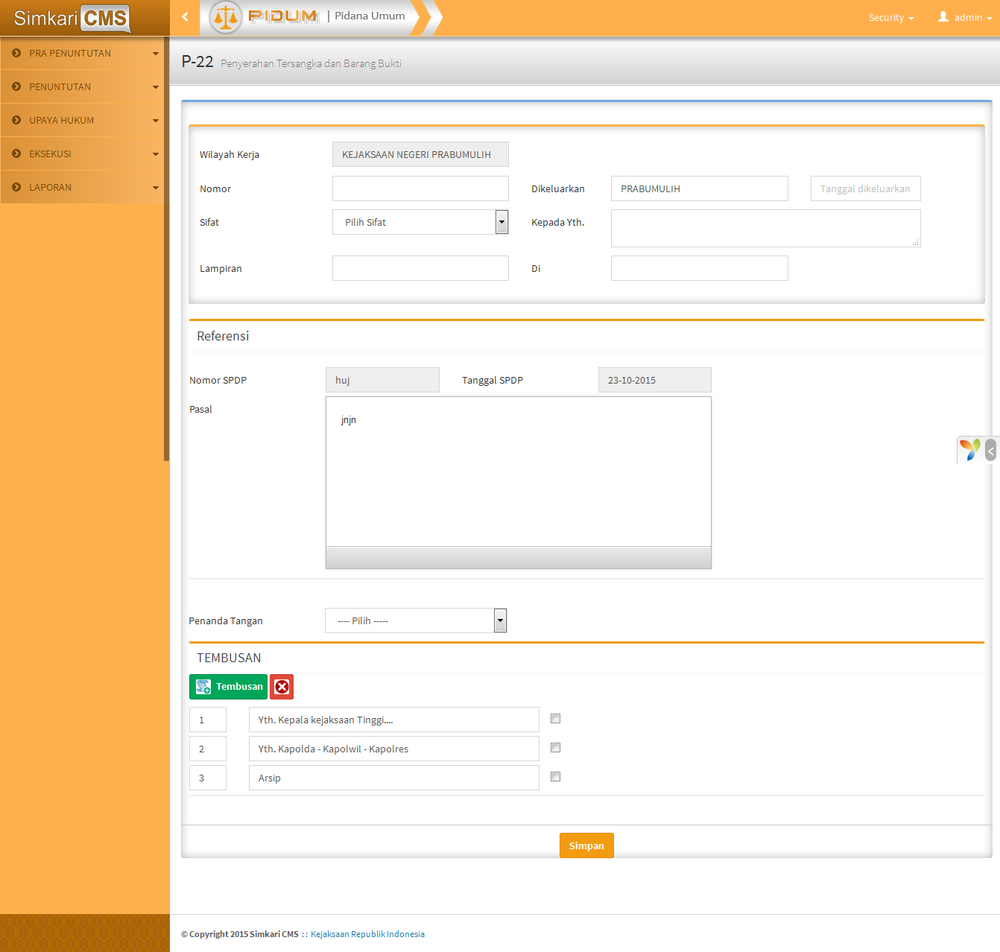 Simkari CMS
PIDUM | Pidana Umum
Security
admin
PRA PENUNTUTAN
PENUNTUTAN
UPAYA HUKUM
EKSEKUSI
LAPORAN
P-22 Penyerahan Tersangka dan Barang Bukti
Wilayah Kerja KEJAKSAAN NEGERI PRABUMULIH
Nomor Dikeluarkan PRABUMULIH Tanggal dikeluarkan
Sifat Pilih Sifat Kepada Yth.
Lampiran Di
Referensi
Nomor SPDP huj Tanggal SPDP 23-10-2015
Pasal
jnjn
Penanda Tangan ---- Pilih -----
TEMBUSAN
Tembusan
1 Yth. Kepala kejaksaan Tinggi....
2 Yth. Kapolda - Kapolwil - Kapolres
3 Arsip
Simpan
© Copyright 2015 Simkari CMS :: Kejaksaan Republik Indonesia